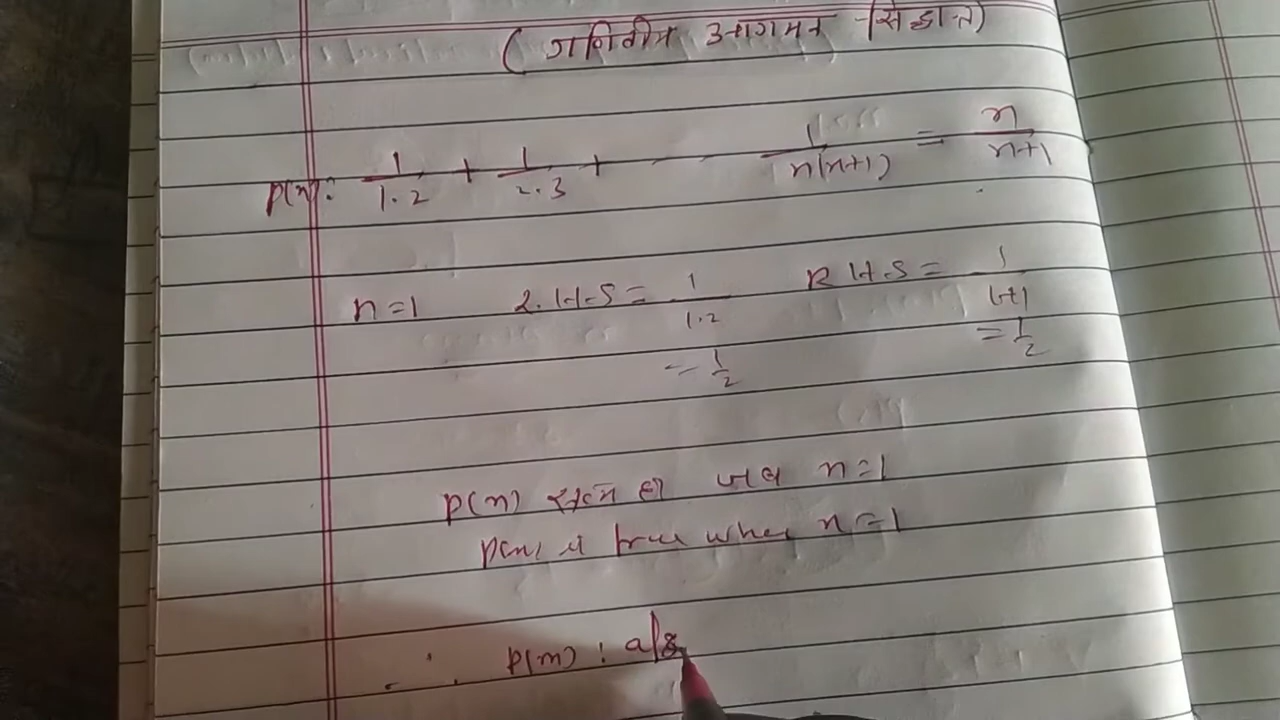 (गणितीय आगमन सिद्धान्त)
P(n): 1/1.2 + 1/2.3 + - - - 1/n(n+1) = n/n+1
n=1 L.H.S = 1/1.2 R.H.S = 1/1+1
= 1/2 = 1/2
P(n) सत्य है जब n=1
P(n) is true when n=1
∴ P(m) : als